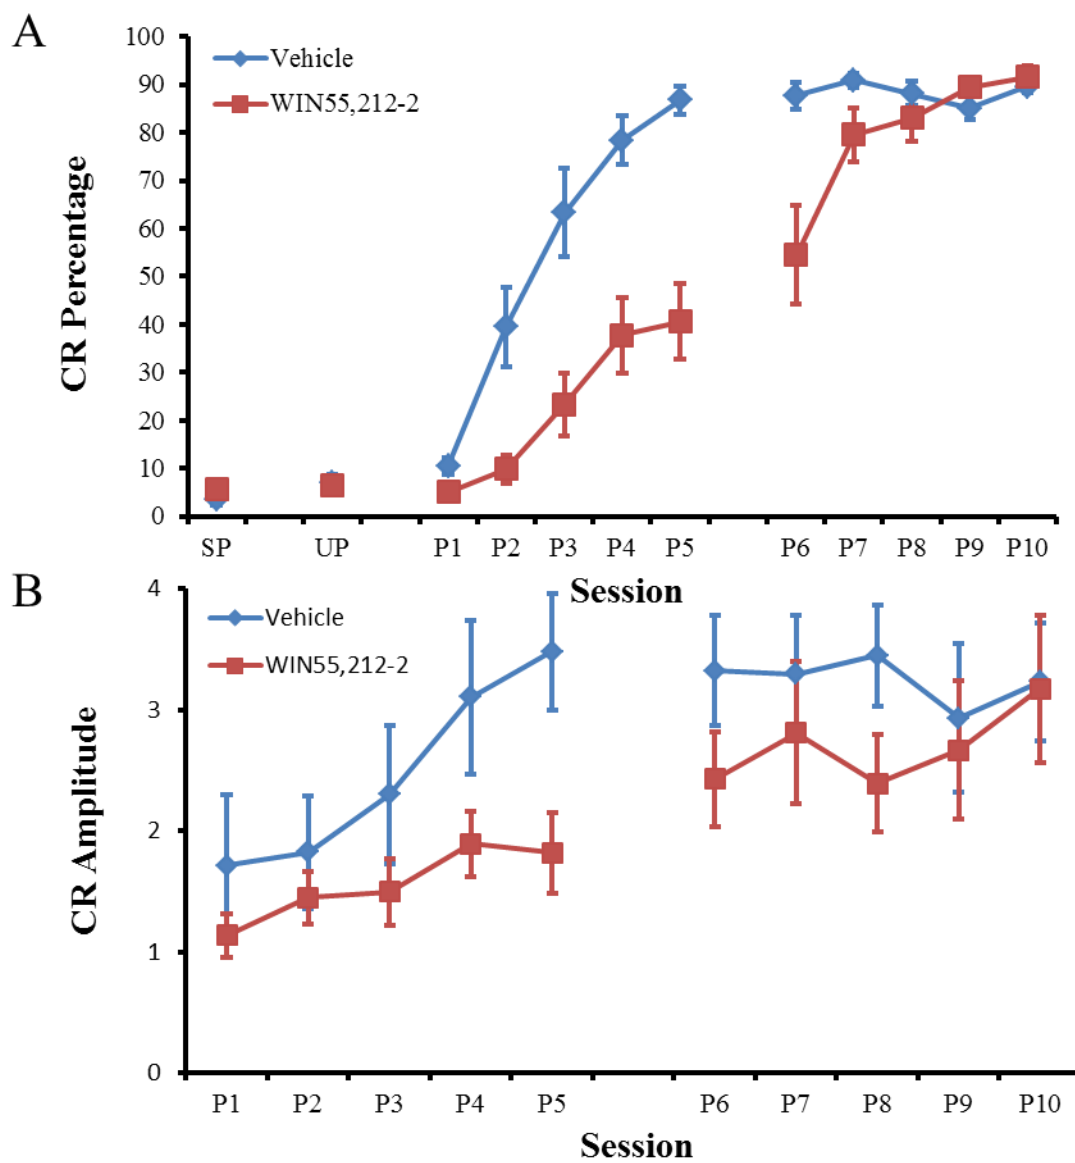 A
CR Percentage
100
90
80
70
60
50
40
30
20
10
0
Vehicle
WIN55,212-2
SP UP P1 P2 P3 P4 P5 P6 P7 P8 P9 P10
Session
B
CR Amplitude
4
3
2
1
0
Vehicle
WIN55,212-2
P1 P2 P3 P4 P5 P6 P7 P8 P9 P10
Session